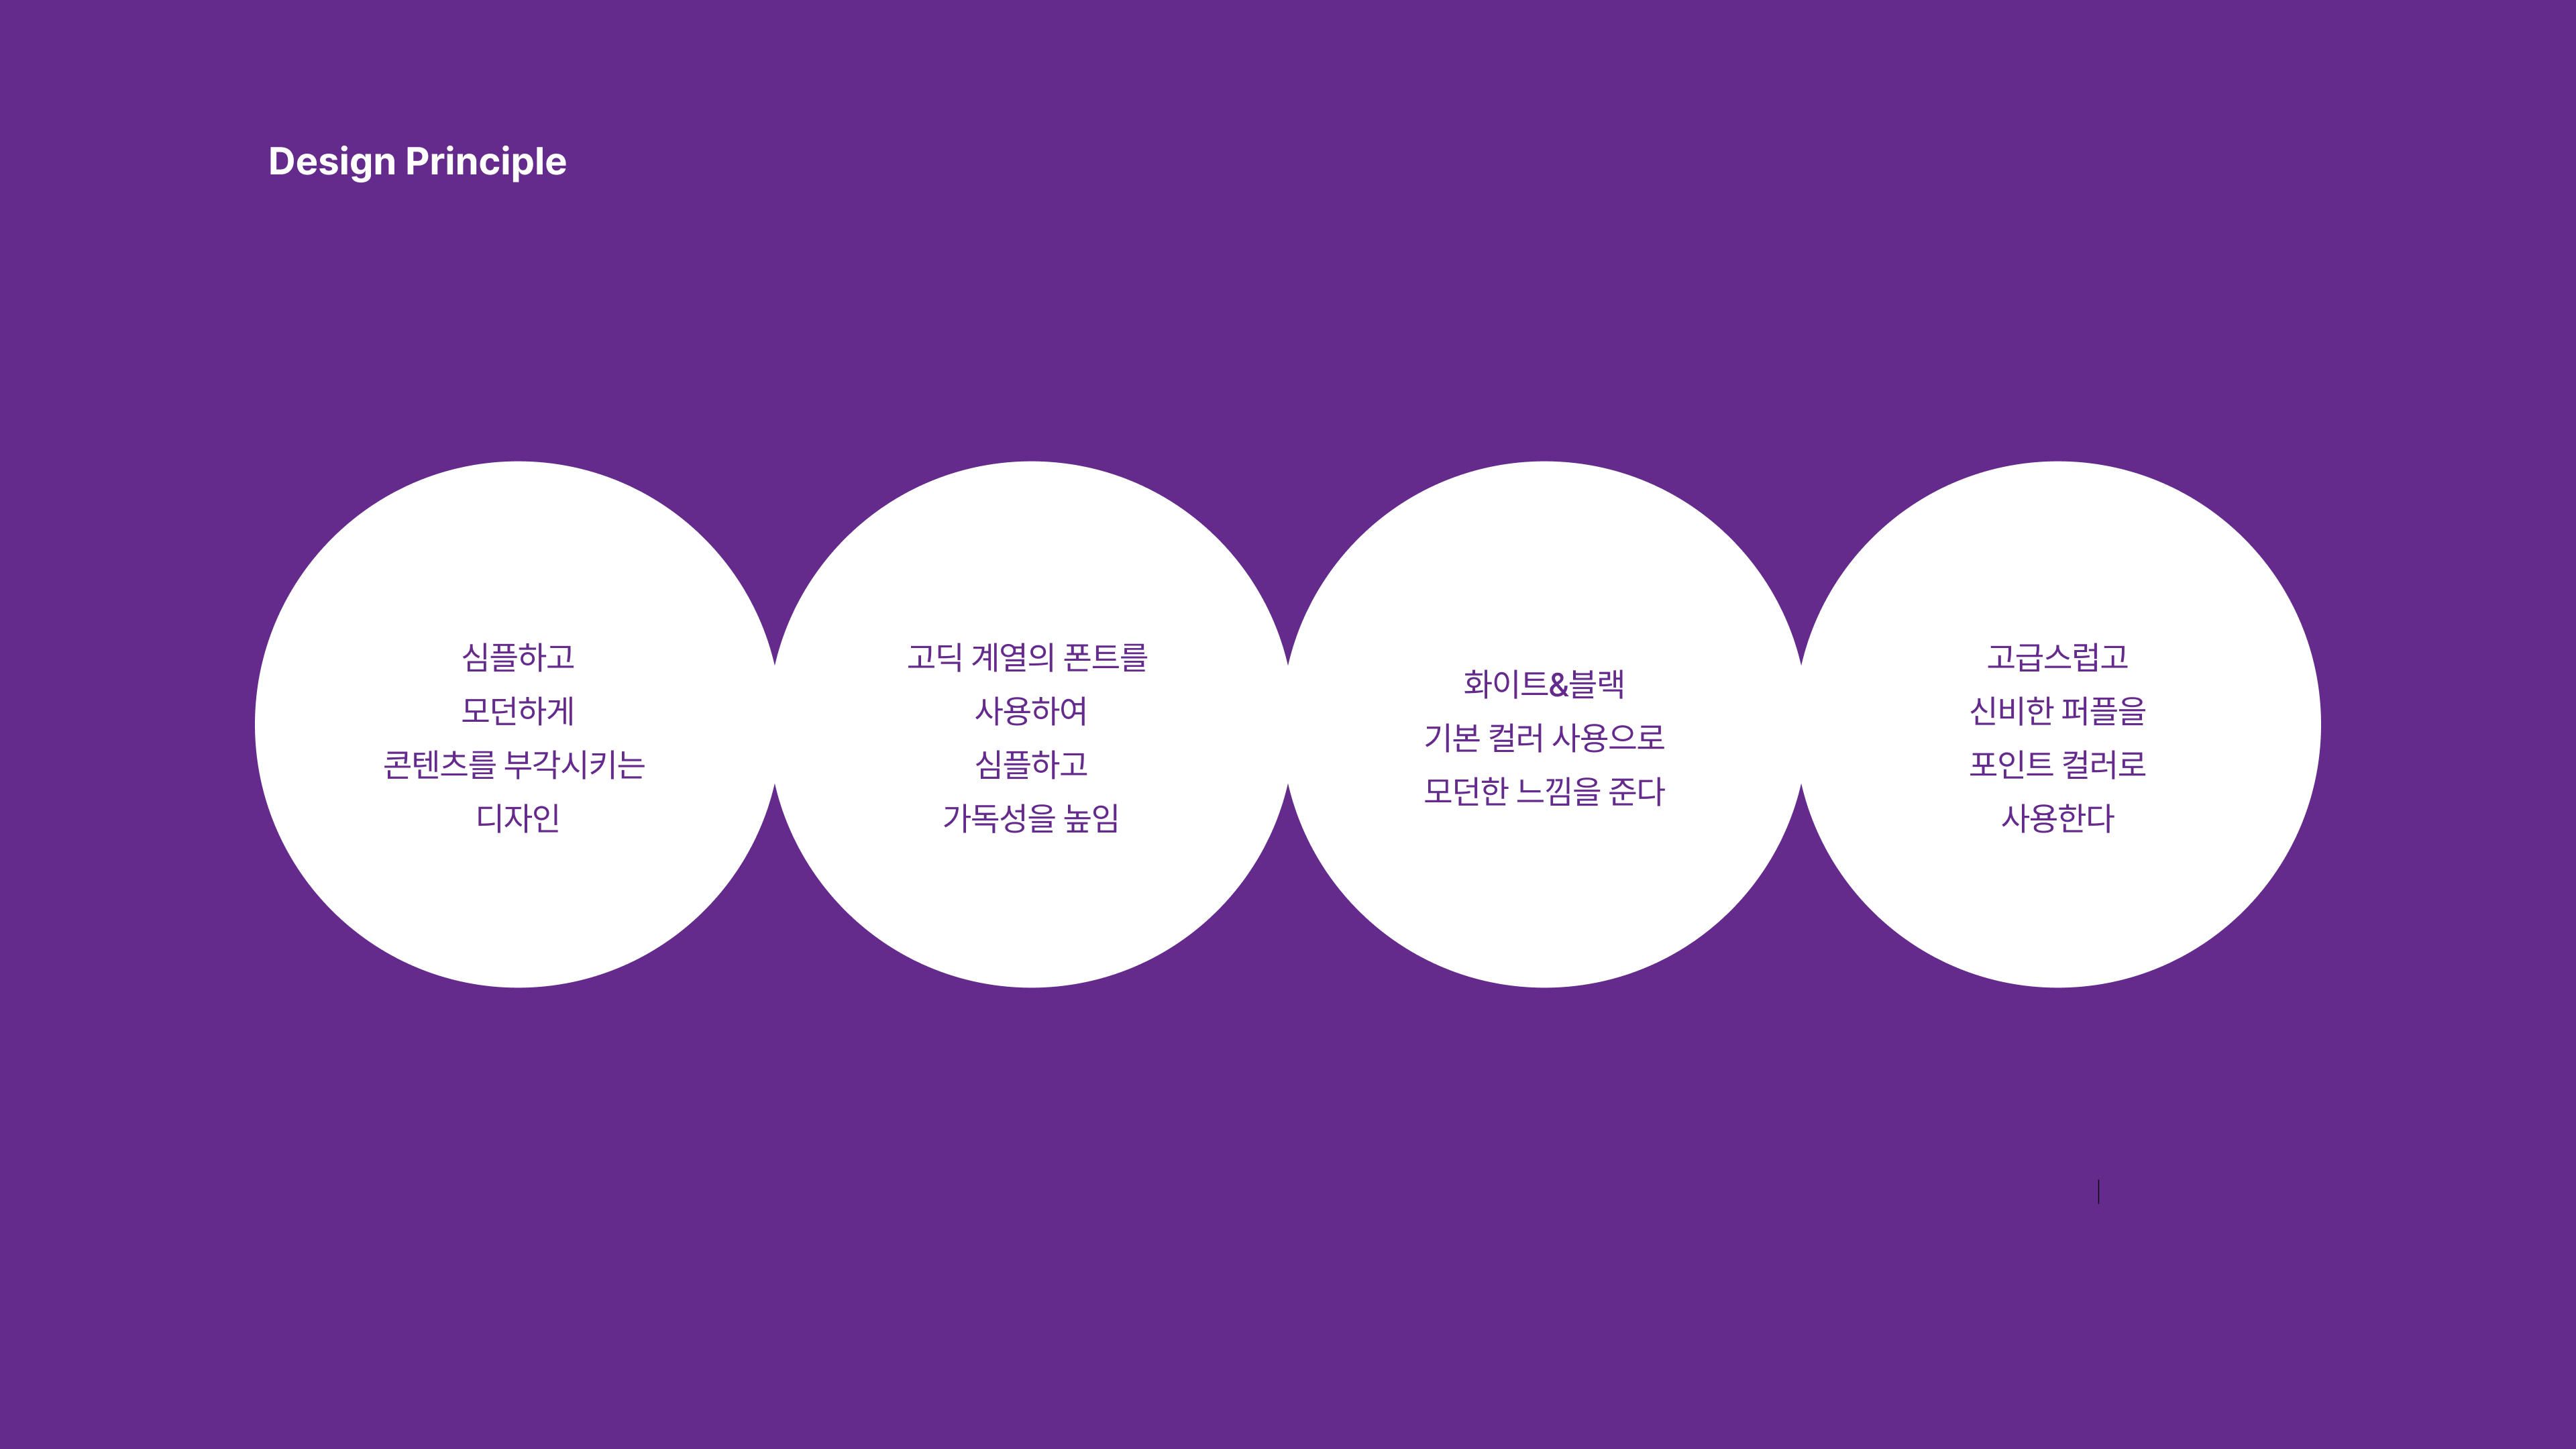 Design Principle
심플하고
모던하게
콘텐츠를 부각시키는
디자인
고딕 계열의 폰트를
사용하여
심플하고
가독성을 높임
화이트&블랙
기본 컬러 사용으로
모던한 느낌을 준다
고급스럽고
신비한 퍼플을
포인트 컬러로
사용한다